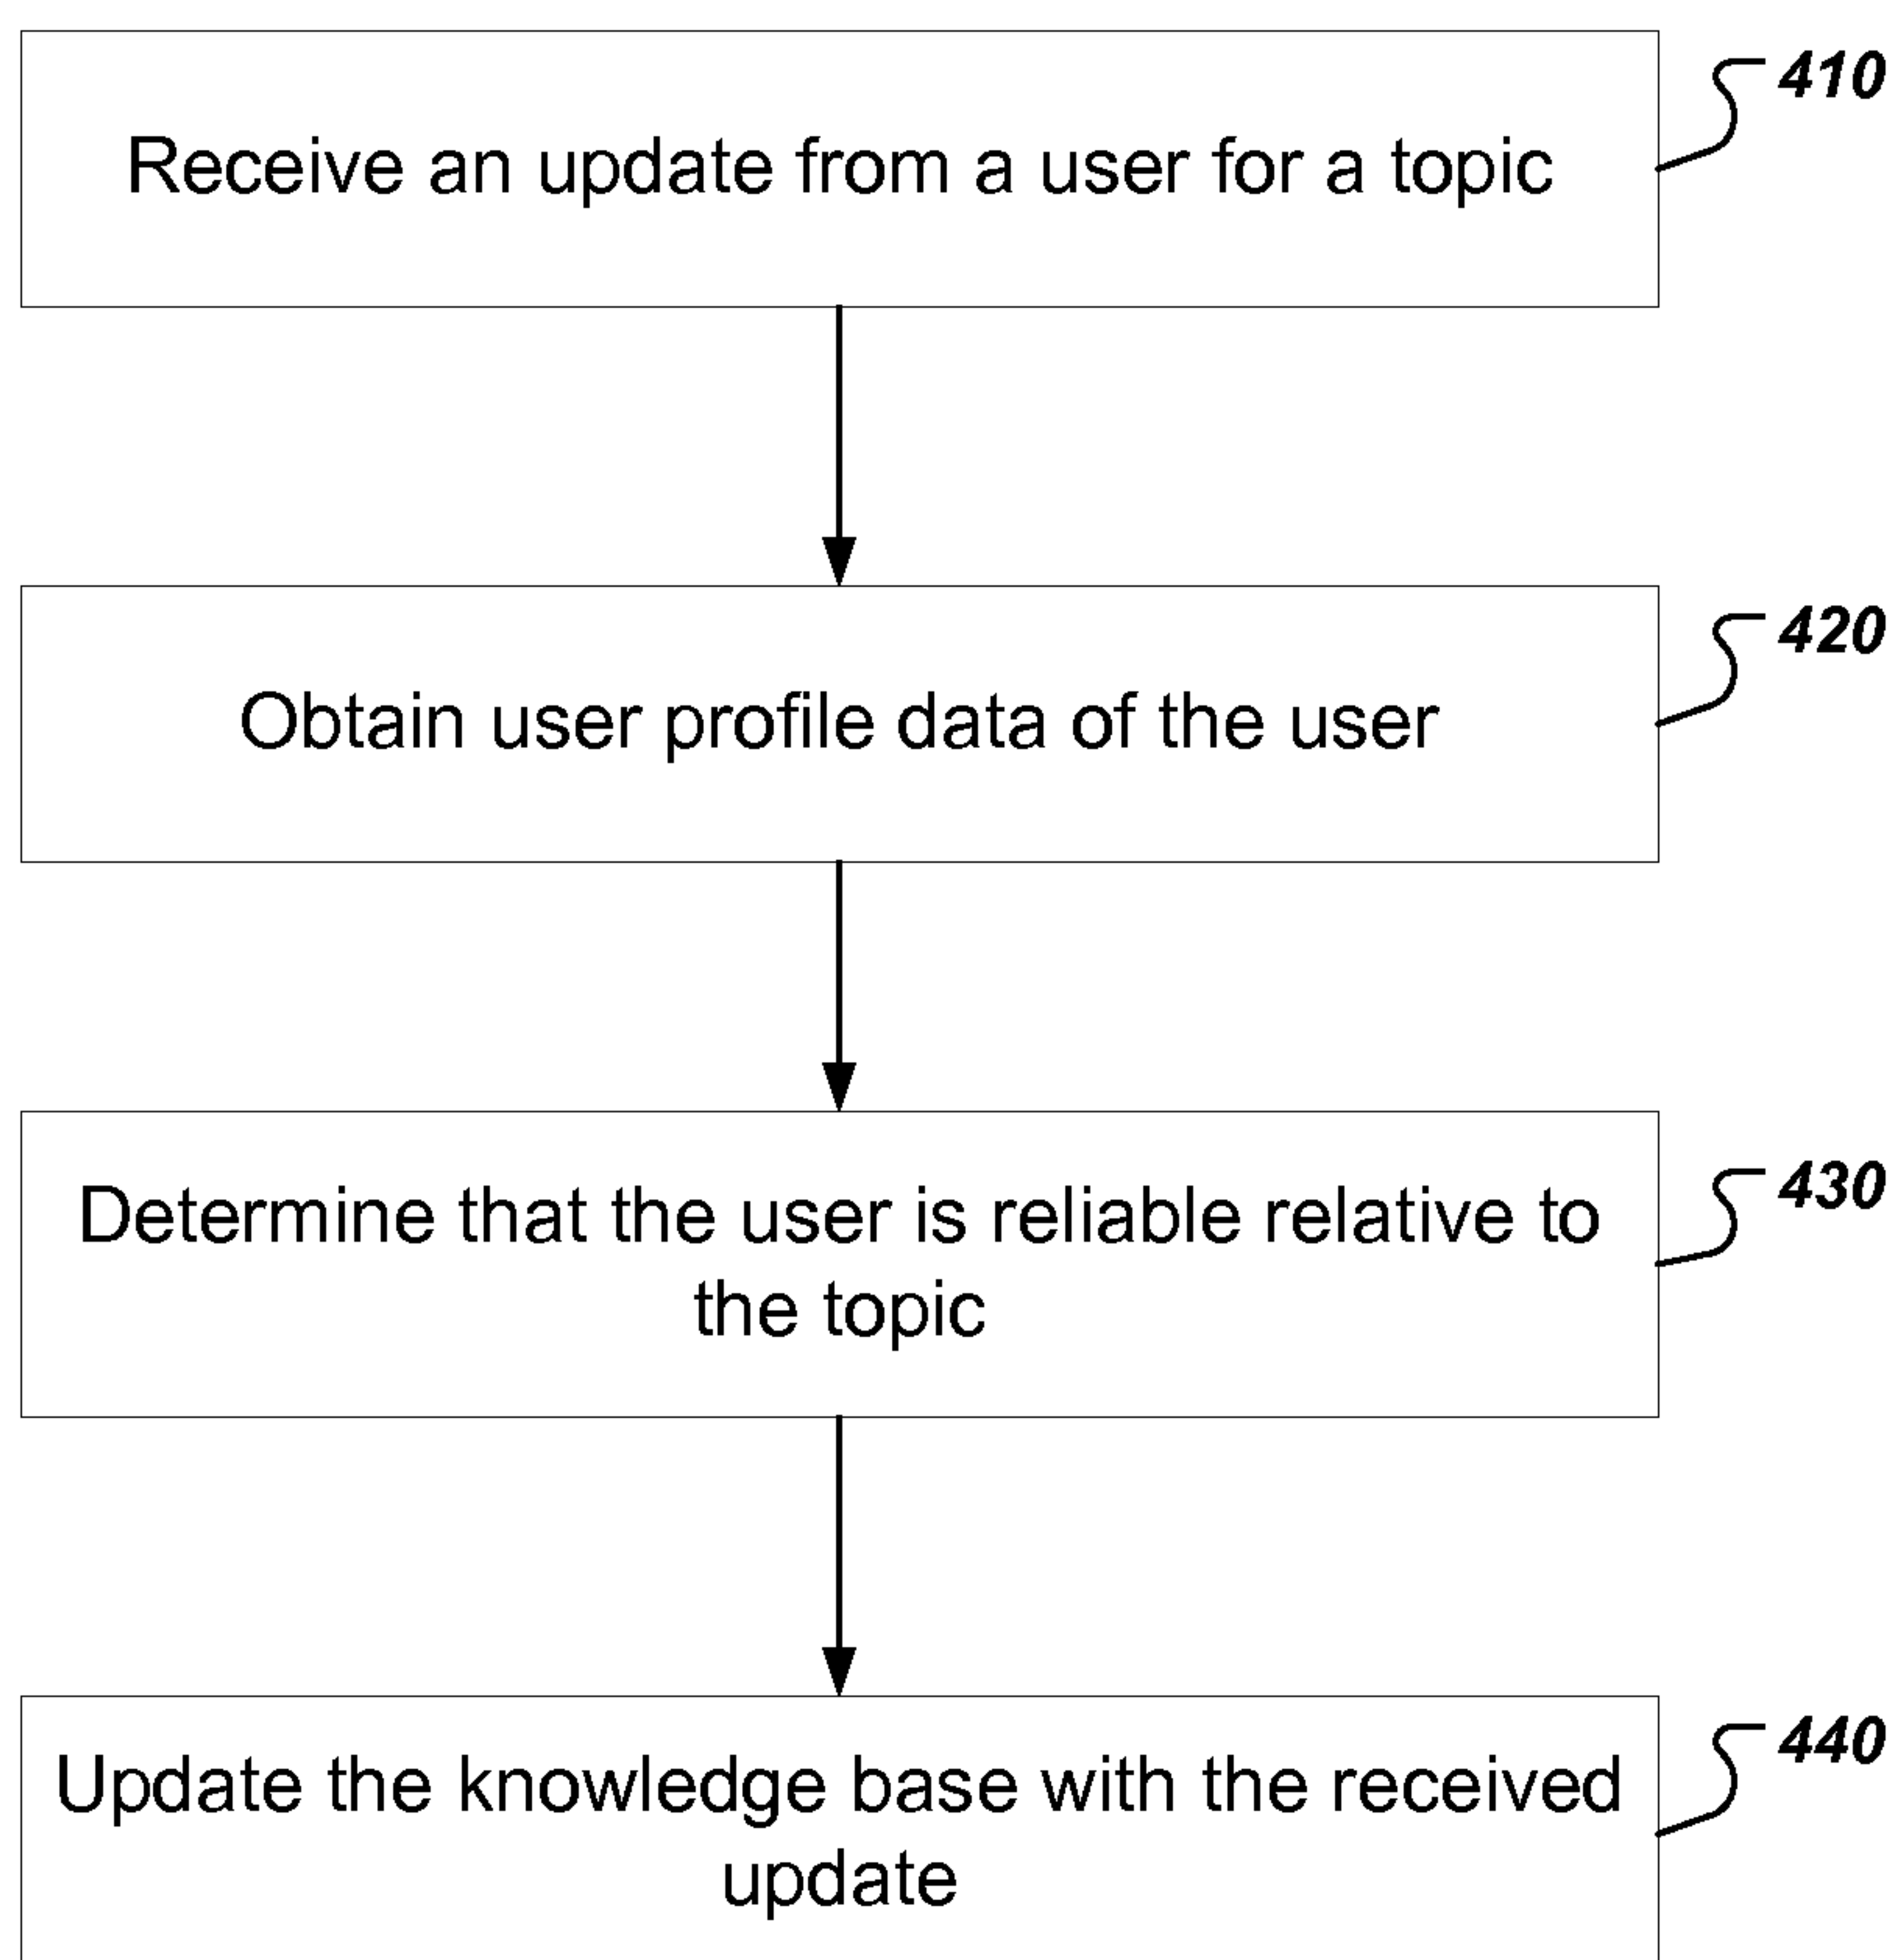 410
Receive an update from a user for a topic
420
Obtain user profile data of the user
430
Determine that the user is reliable relative to
the topic
440
Update the knowledge base with the received
update